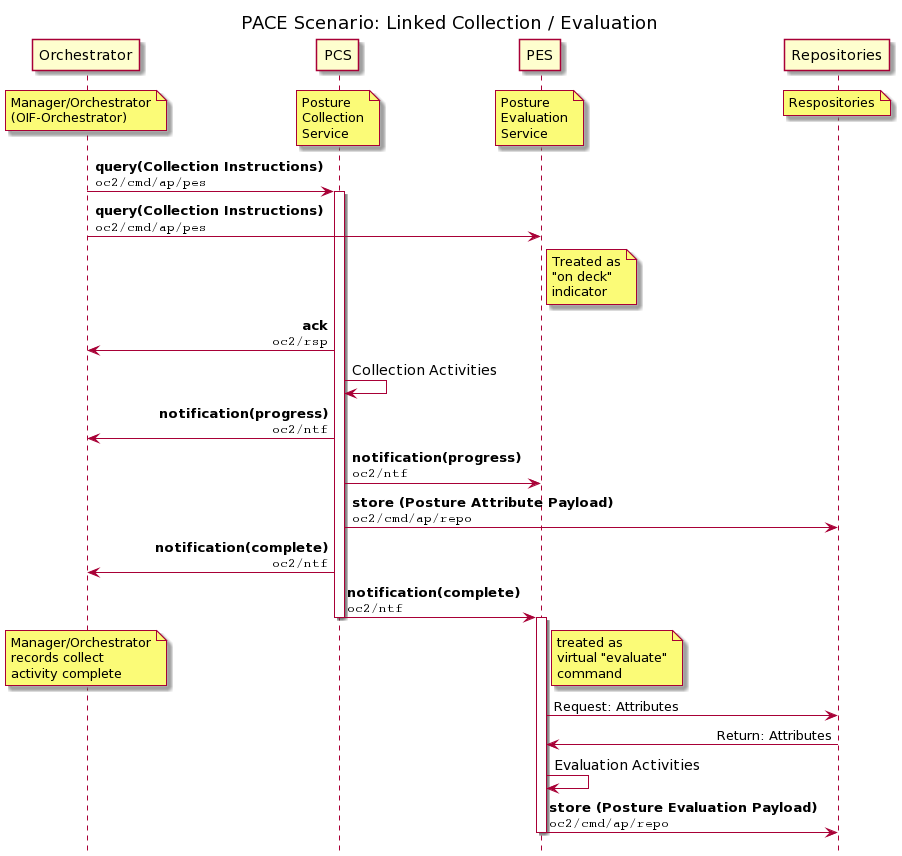 PACE Scenario: Linked Collection / Evaluation
Orchestrator
PCS
PES
Repositories
Manager/Orchestrator
(OIF-Orchestrator)
Posture
Collection
Service
Posture
Evaluation
Service
Respositories
query(Collection Instructions)
oc2/cmd/ap/pes
query(Collection Instructions)
oc2/cmd/ap/pes
Treated as
"on deck"
indicator
ack
oc2/rsp
Collection Activities
notification(progress)
oc2/ntf
notification(progress)
oc2/ntf
store (Posture Attribute Payload)
oc2/cmd/ap/repo
notification(complete)
oc2/ntf
notification(complete)
oc2/ntf
Manager/Orchestrator
records collect
activity complete
treated as
virtual "evaluate"
command
Request: Attributes
Return: Attributes
Evaluation Activities
store (Posture Evaluation Payload)
oc2/cmd/ap/repo